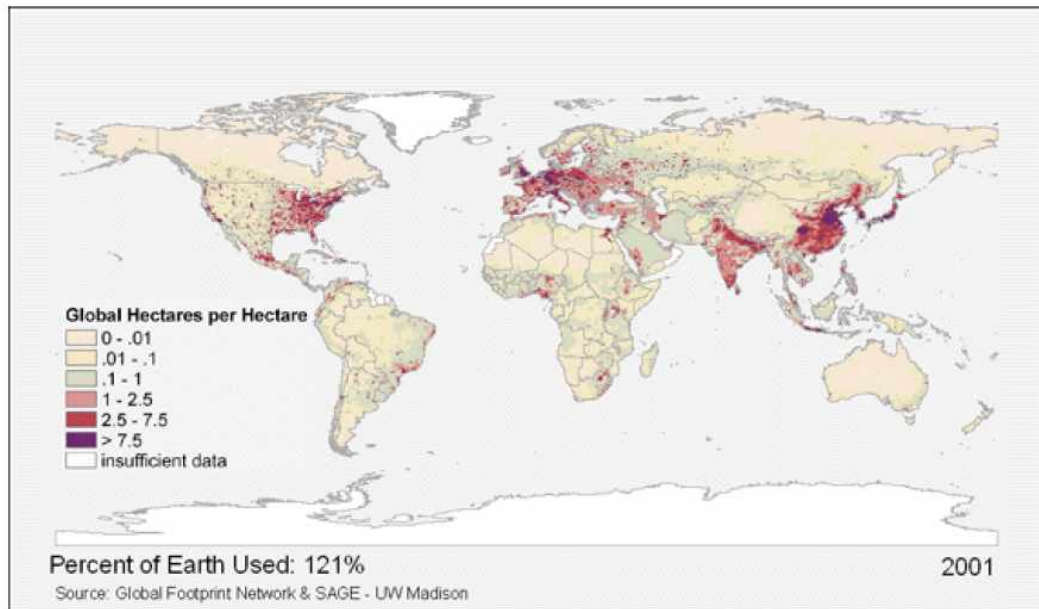 Global Hectares per Hectare
0 - .01
.01 - .1
.1 - 1
1 - 2.5
2.5 - 7.5
> 7.5
insufficient data
Percent of Earth Used: 121%
2001
Source: Global Footprint Network & SAGE - UW Madison